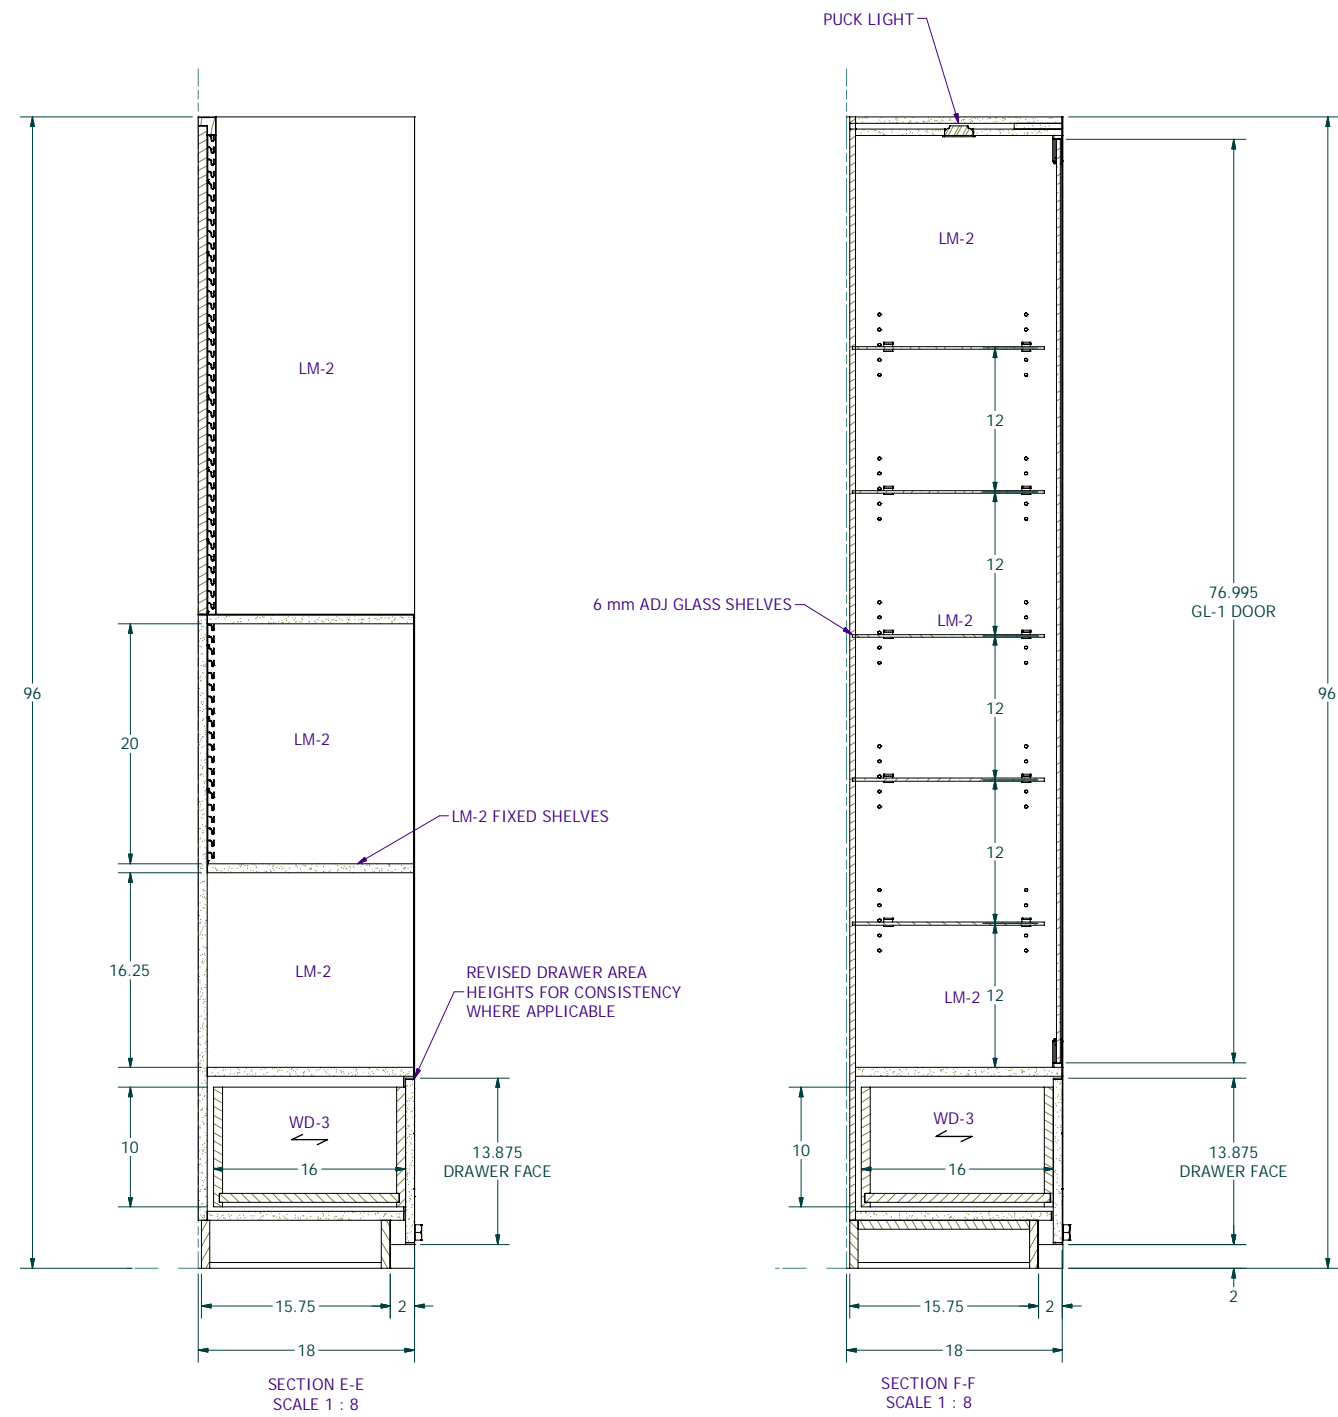 PUCK LIGHT
LM-2
LM-2
12
12
6 mm ADJ GLASS SHELVES
LM-2
76.995
GL-1 DOOR
96
96
20
LM-2
12
LM-2 FIXED SHELVES
12
16.25
LM-2
REVISED DRAWER AREA
HEIGHTS FOR CONSISTENCY
WHERE APPLICABLE
LM-2
12
10
WD-3
16
13.875
DRAWER FACE
10
WD-3
16
13.875
DRAWER FACE
15.75
2
15.75
2
2
18
18
SECTION E-E
SCALE 1 : 8
SECTION F-F
SCALE 1 : 8